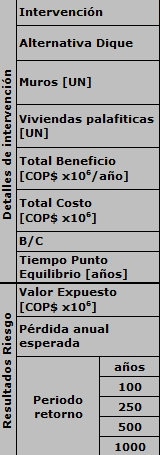 Detalles de intervención
Intervención
Alternativa Dique
Muros [UN]
Viviendas palafiticas
[UN]
Total Beneficio
[COP$ x10⁶/año]
Total Costo
[COP$ x10⁶]
B/C
Tiempo Punto
Equilibrio [años]
Resultados Riesgo
Valor Expuesto
[COP$ x10⁶]
Pérdida anual
esperada
Periodo
retorno
años
100
250
500
1000